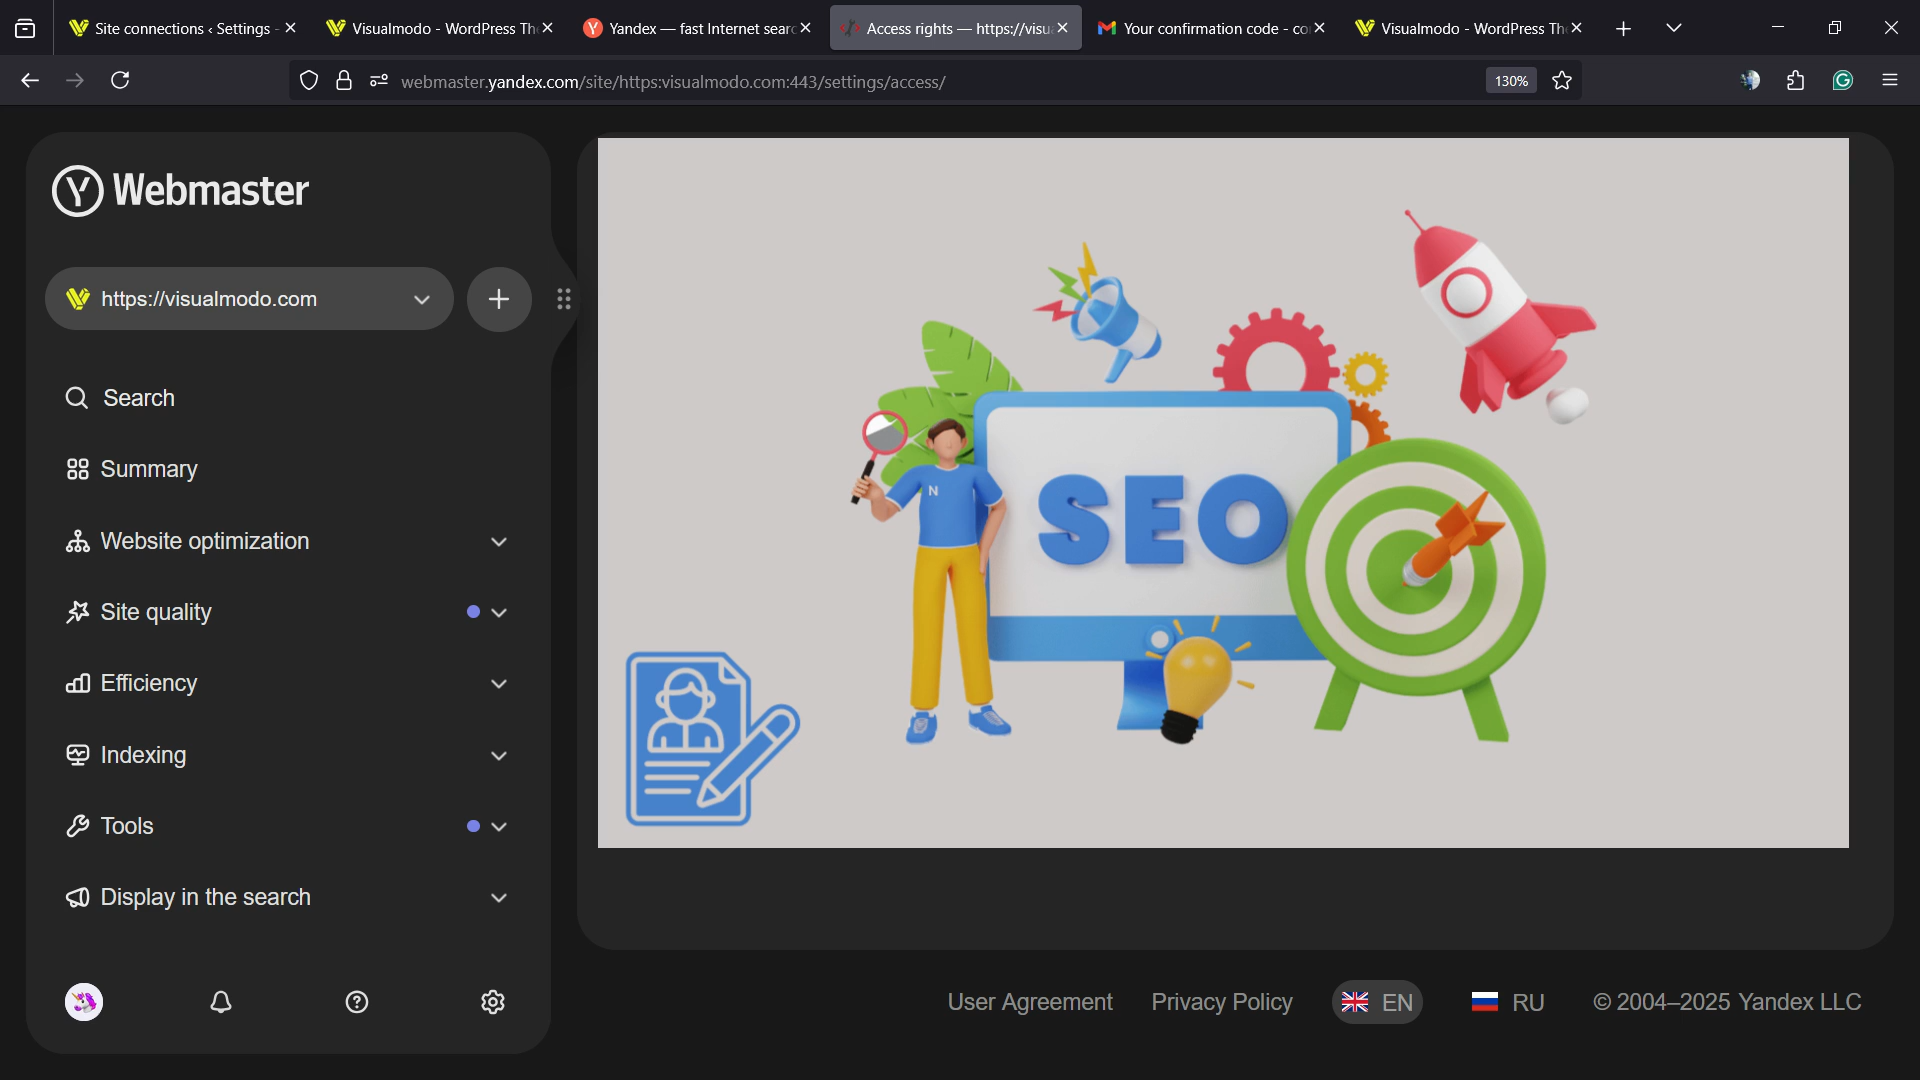 Site connections ‹ Settings -
Visualmodo - WordPress Th
Yandex — fast Internet searc
Access rights — https://visu
Your confirmation code - co
Visualmodo - WordPress Th
webmaster.yandex.com/site/https:visualmodo.com:443/settings/access/
130%
Webmaster
https://visualmodo.com
Search
Summary
Website optimization
Site quality
Efficiency
Indexing
Tools
Display in the search
N
SEO
User Agreement
Privacy Policy
EN
RU
© 2004–2025 Yandex LLC